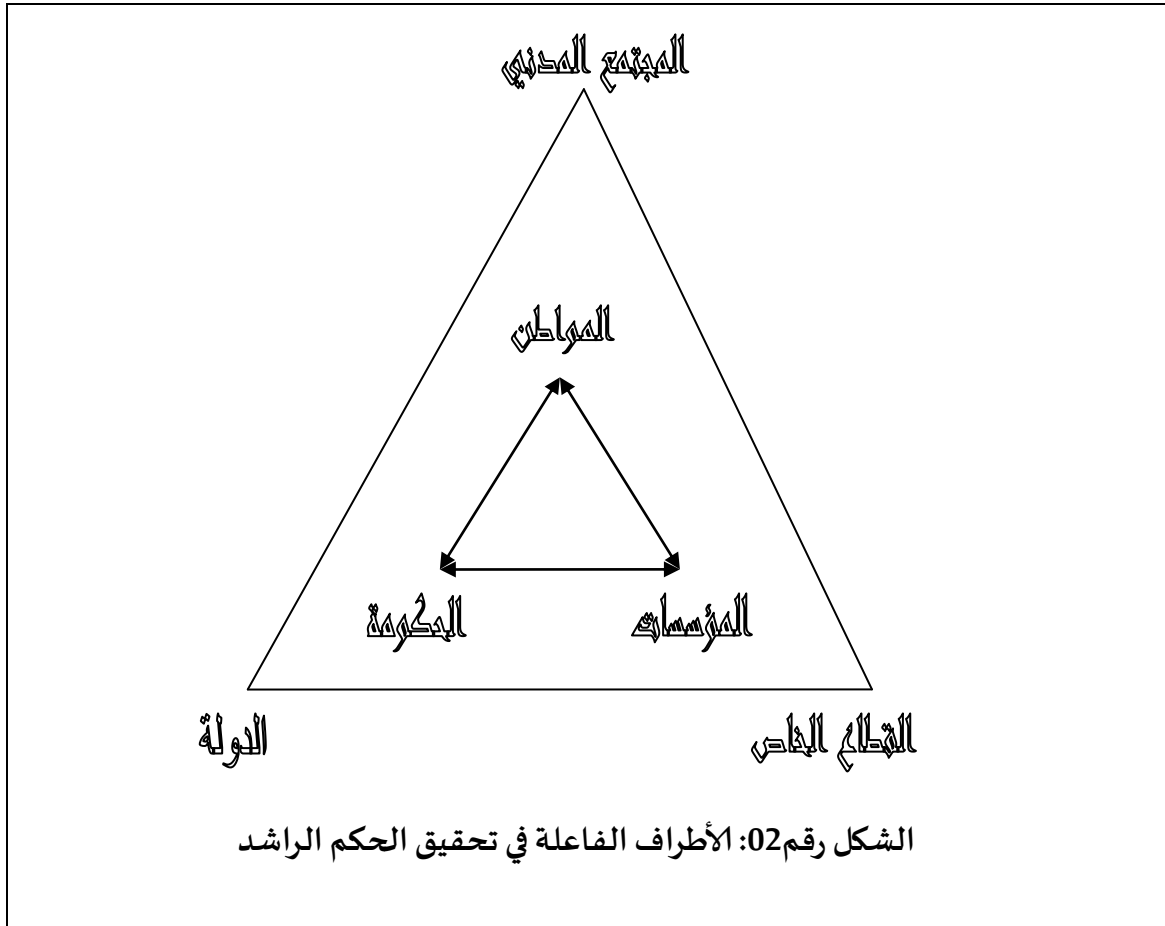 المجتمع المدني
المواطن
المؤسسات
الحكومة
القطاع الخاص
الدولة
الشكل رقم02: الأطراف الفاعلة في تحقيق الحكم الراشد